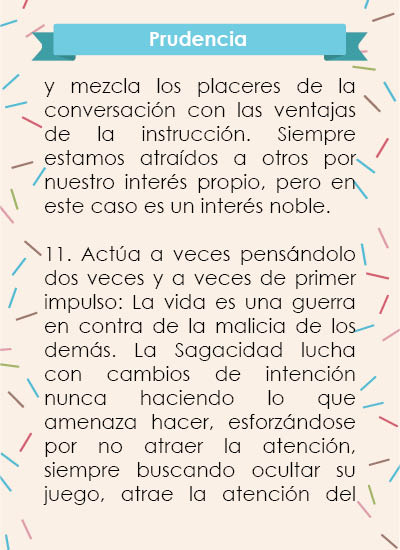 Prudencia
y mezcla los placeres de la
conversación con las ventajas
de la instrucción. Siempre
estamos atraídos a otros por
nuestro interés propio, pero en
este caso es un interés noble.
11. Actúa a veces pensándolo
dos veces y a veces de primer
impulso: La vida es una guerra
en contra de la malicia de los
demás. La Sagacidad lucha
con cambios de intención
nunca haciendo lo que
amenaza hacer, esforzándose
por no atraer la atención,
siempre buscando ocultar su
juego, atrae la atención del